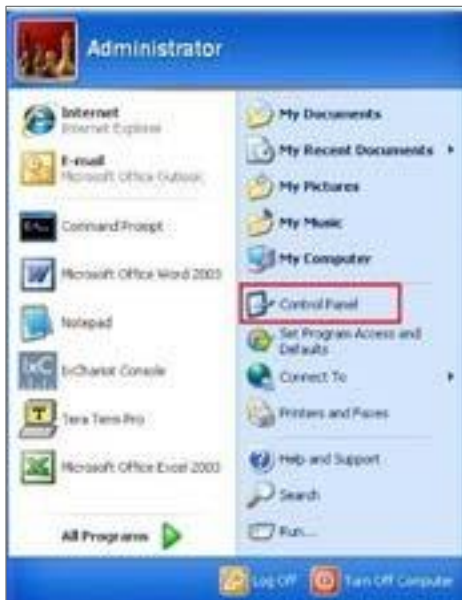 Administrator
Internet
Internet Explorer
E-mail
Microsoft Office Outlook
Command Prompt
Microsoft Office Word 2003
Notepad
IxChariot Console
Tera Term Pro
Microsoft Office Excel 2003
All Programs
My Documents
My Recent Documents
My Pictures
My Music
My Computer
Control Panel
Set Program Access and
Defaults
Connect To
Printers and Faxes
Help and Support
Search
Run...
Log Off
Turn Off Computer